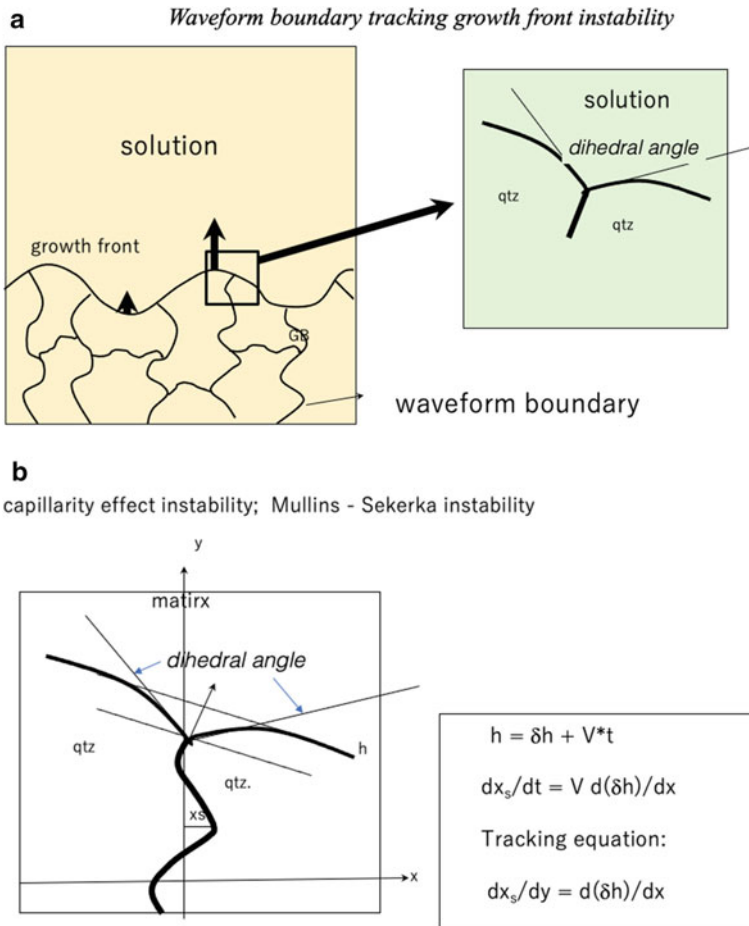 a
Waveform boundary tracking growth front instability
solution
growth front
GB
waveform boundary
solution
dihedral angle
qtz
qtz
b
capillarity effect instability; Mullins - Sekerka instability
y
matirx
dihedral angle
qtz
h
qtz.
xs
x
h = δh + V*t
dxₛ/dt = V d(δh)/dx
Tracking equation:
dxₛ/dy = d(δh)/dx